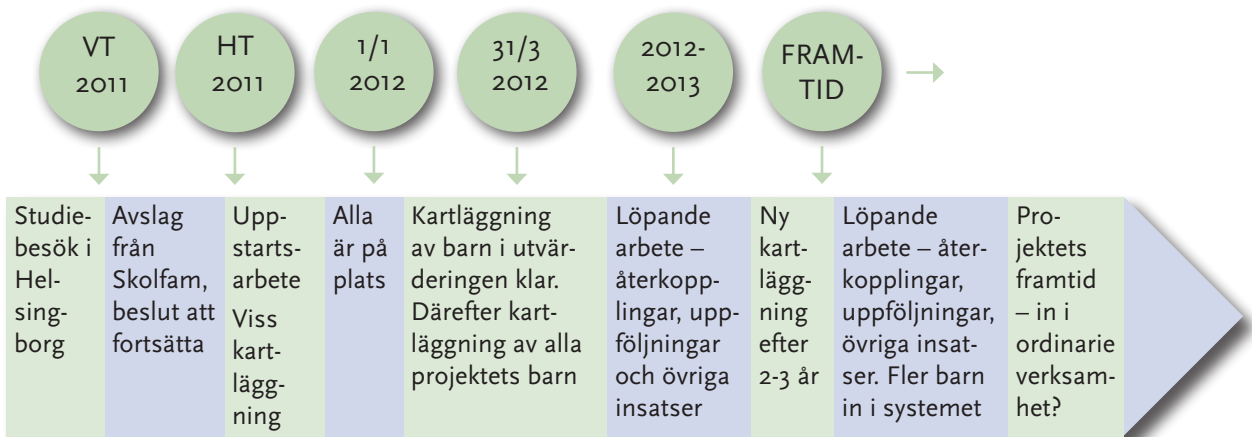 VT
2011
HT
2011
1/1
2012
31/3
2012
2012-
2013
FRAM-
TID
Studie-
besök i
Hel-
sing-
borg
Avslag
från
Skolfam,
beslut att
fortsätta
Upp-
starts-
arbete
Viss
kart-
lägg-
ning
Alla
är på
plats
Kartläggning
av barn i utvär-
deringen klar.
Därefter kart-
läggning av alla
projektets barn
Löpande
arbete –
återkopp-
lingar, upp-
följningar
och övriga
insatser
Ny
kart-
lägg-
ning
efter
2-3 år
Löpande
arbete – åter-
kopplingar,
uppföljningar,
övriga insat-
ser. Fler barn
in i systemet
Pro-
jektets
framtid
– in i
ordinarie
verksam-
het?